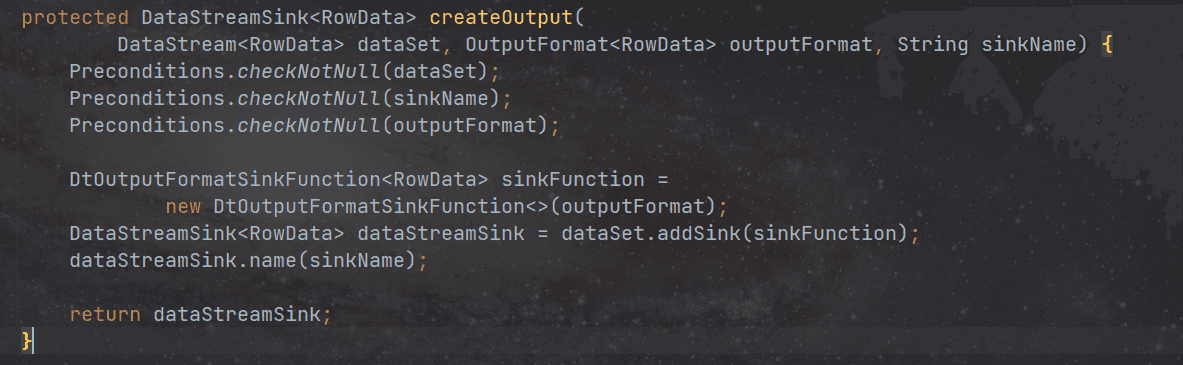 protected DataStreamSink<RowData> createOutput(
        DataStream<RowData> dataSet, OutputFormat<RowData> outputFormat, String sinkName) {
    Preconditions.checkNotNull(dataSet);
    Preconditions.checkNotNull(sinkName);
    Preconditions.checkNotNull(outputFormat);

    DtOutputFormatSinkFunction<RowData> sinkFunction =
            new DtOutputFormatSinkFunction<>(outputFormat);
    DataStreamSink<RowData> dataStreamSink = dataSet.addSink(sinkFunction);
    dataStreamSink.name(sinkName);

    return dataStreamSink;
}